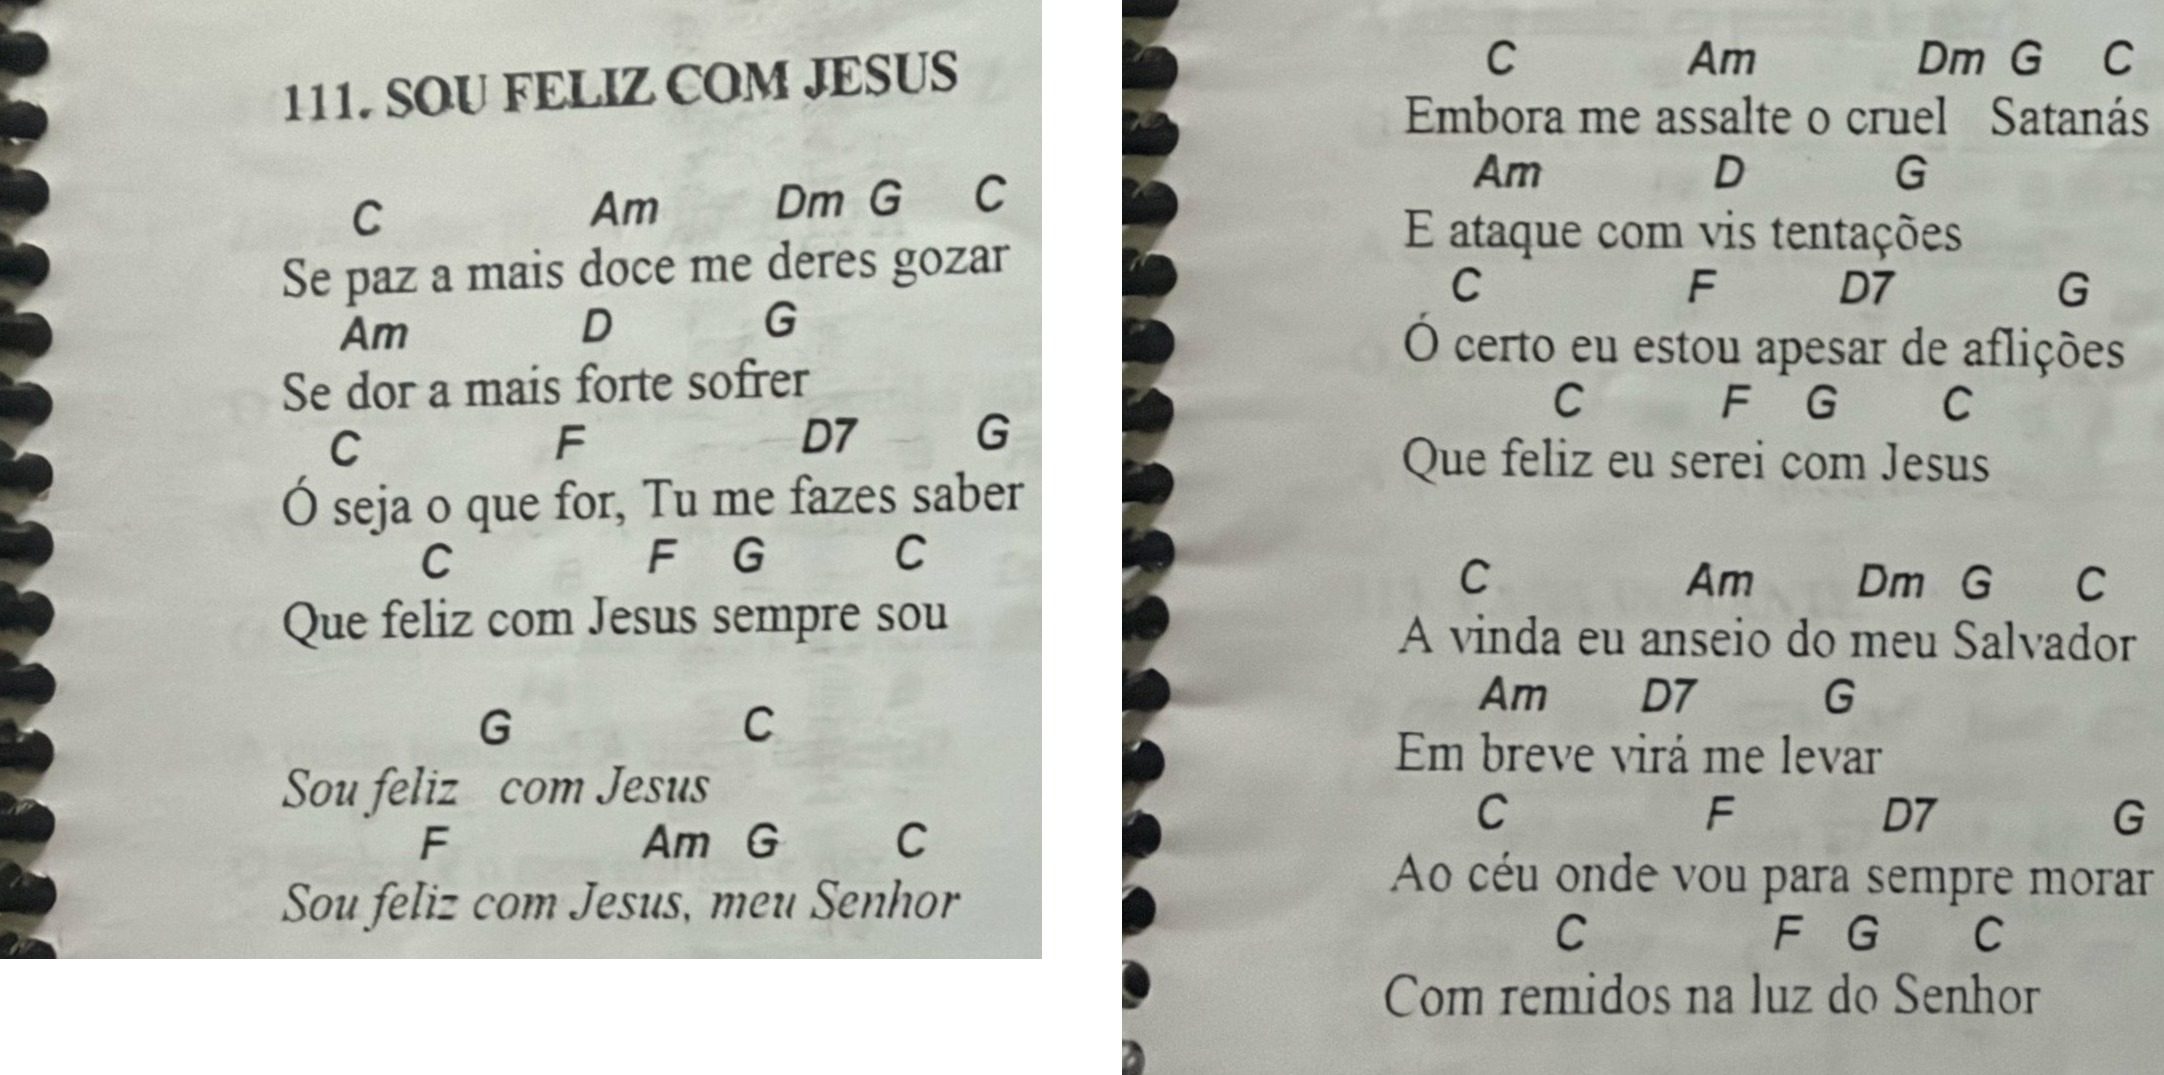 111. SOU FELIZ COM JESUS
C Am Dm G C
Se paz a mais doce me deres gozar
Am D G
Se dor a mais forte sofrer
C F D7 G
Ó seja o que for, Tu me fazes saber
C F G C
Que feliz com Jesus sempre sou
G C
Sou feliz com Jesus
F Am G C
Sou feliz com Jesus, meu Senhor
C Am Dm G C
Embora me assalte o cruel Satanás
Am D G
E ataque com vis tentações
C F D7 G
Ó certo eu estou apesar de aflições
C F G C
Que feliz eu serei com Jesus
C Am Dm G C
A vinda eu anseio do meu Salvador
Am D7 G
Em breve virá me levar
C F D7 G
Ao céu onde vou para sempre morar
C F G C
Com remidos na luz do Senhor